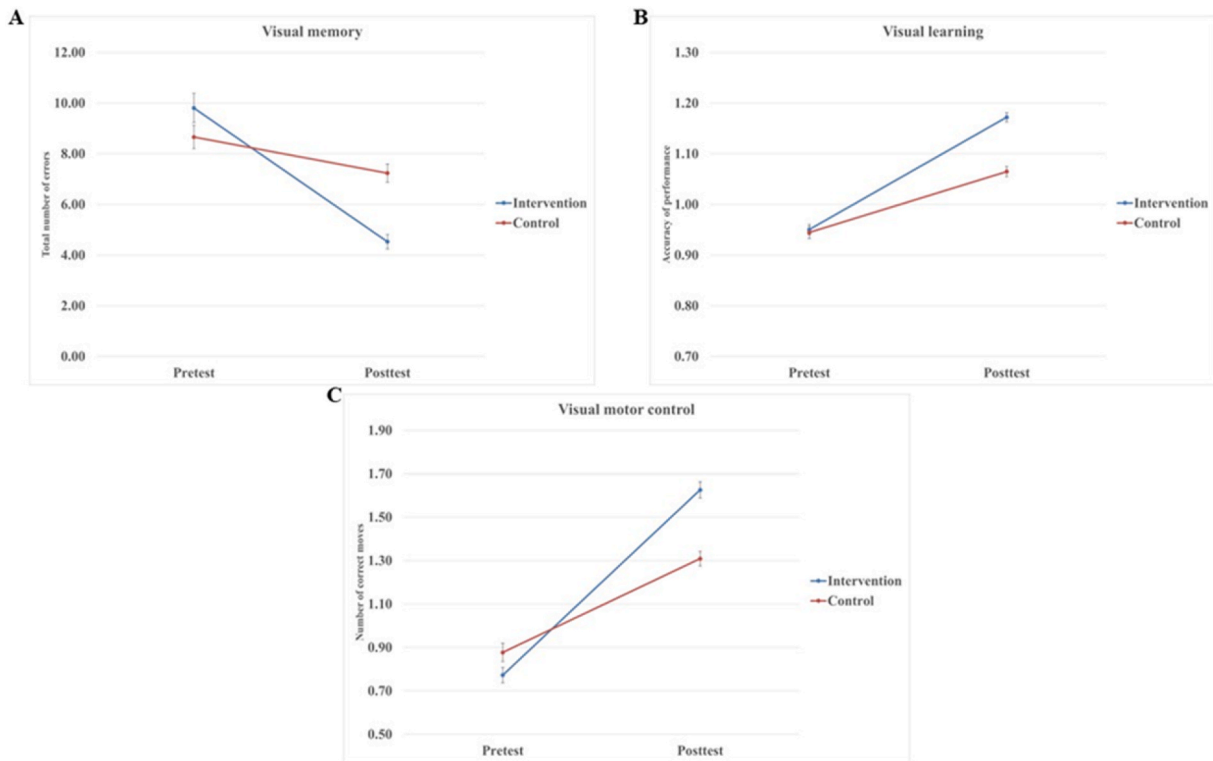 A
Visual memory
12.00
10.00
8.00
6.00
4.00
2.00
0.00
Total number of errors
Pretest
Posttest
Intervention
Control
B
Visual learning
1.30
1.20
1.10
1.00
0.90
0.80
0.70
Accuracy of performance
Pretest
Posttest
Intervention
Control
C
Visual motor control
1.90
1.70
1.50
1.30
1.10
0.90
0.70
0.50
Number of correct moves
Pretest
Posttest
Intervention
Control